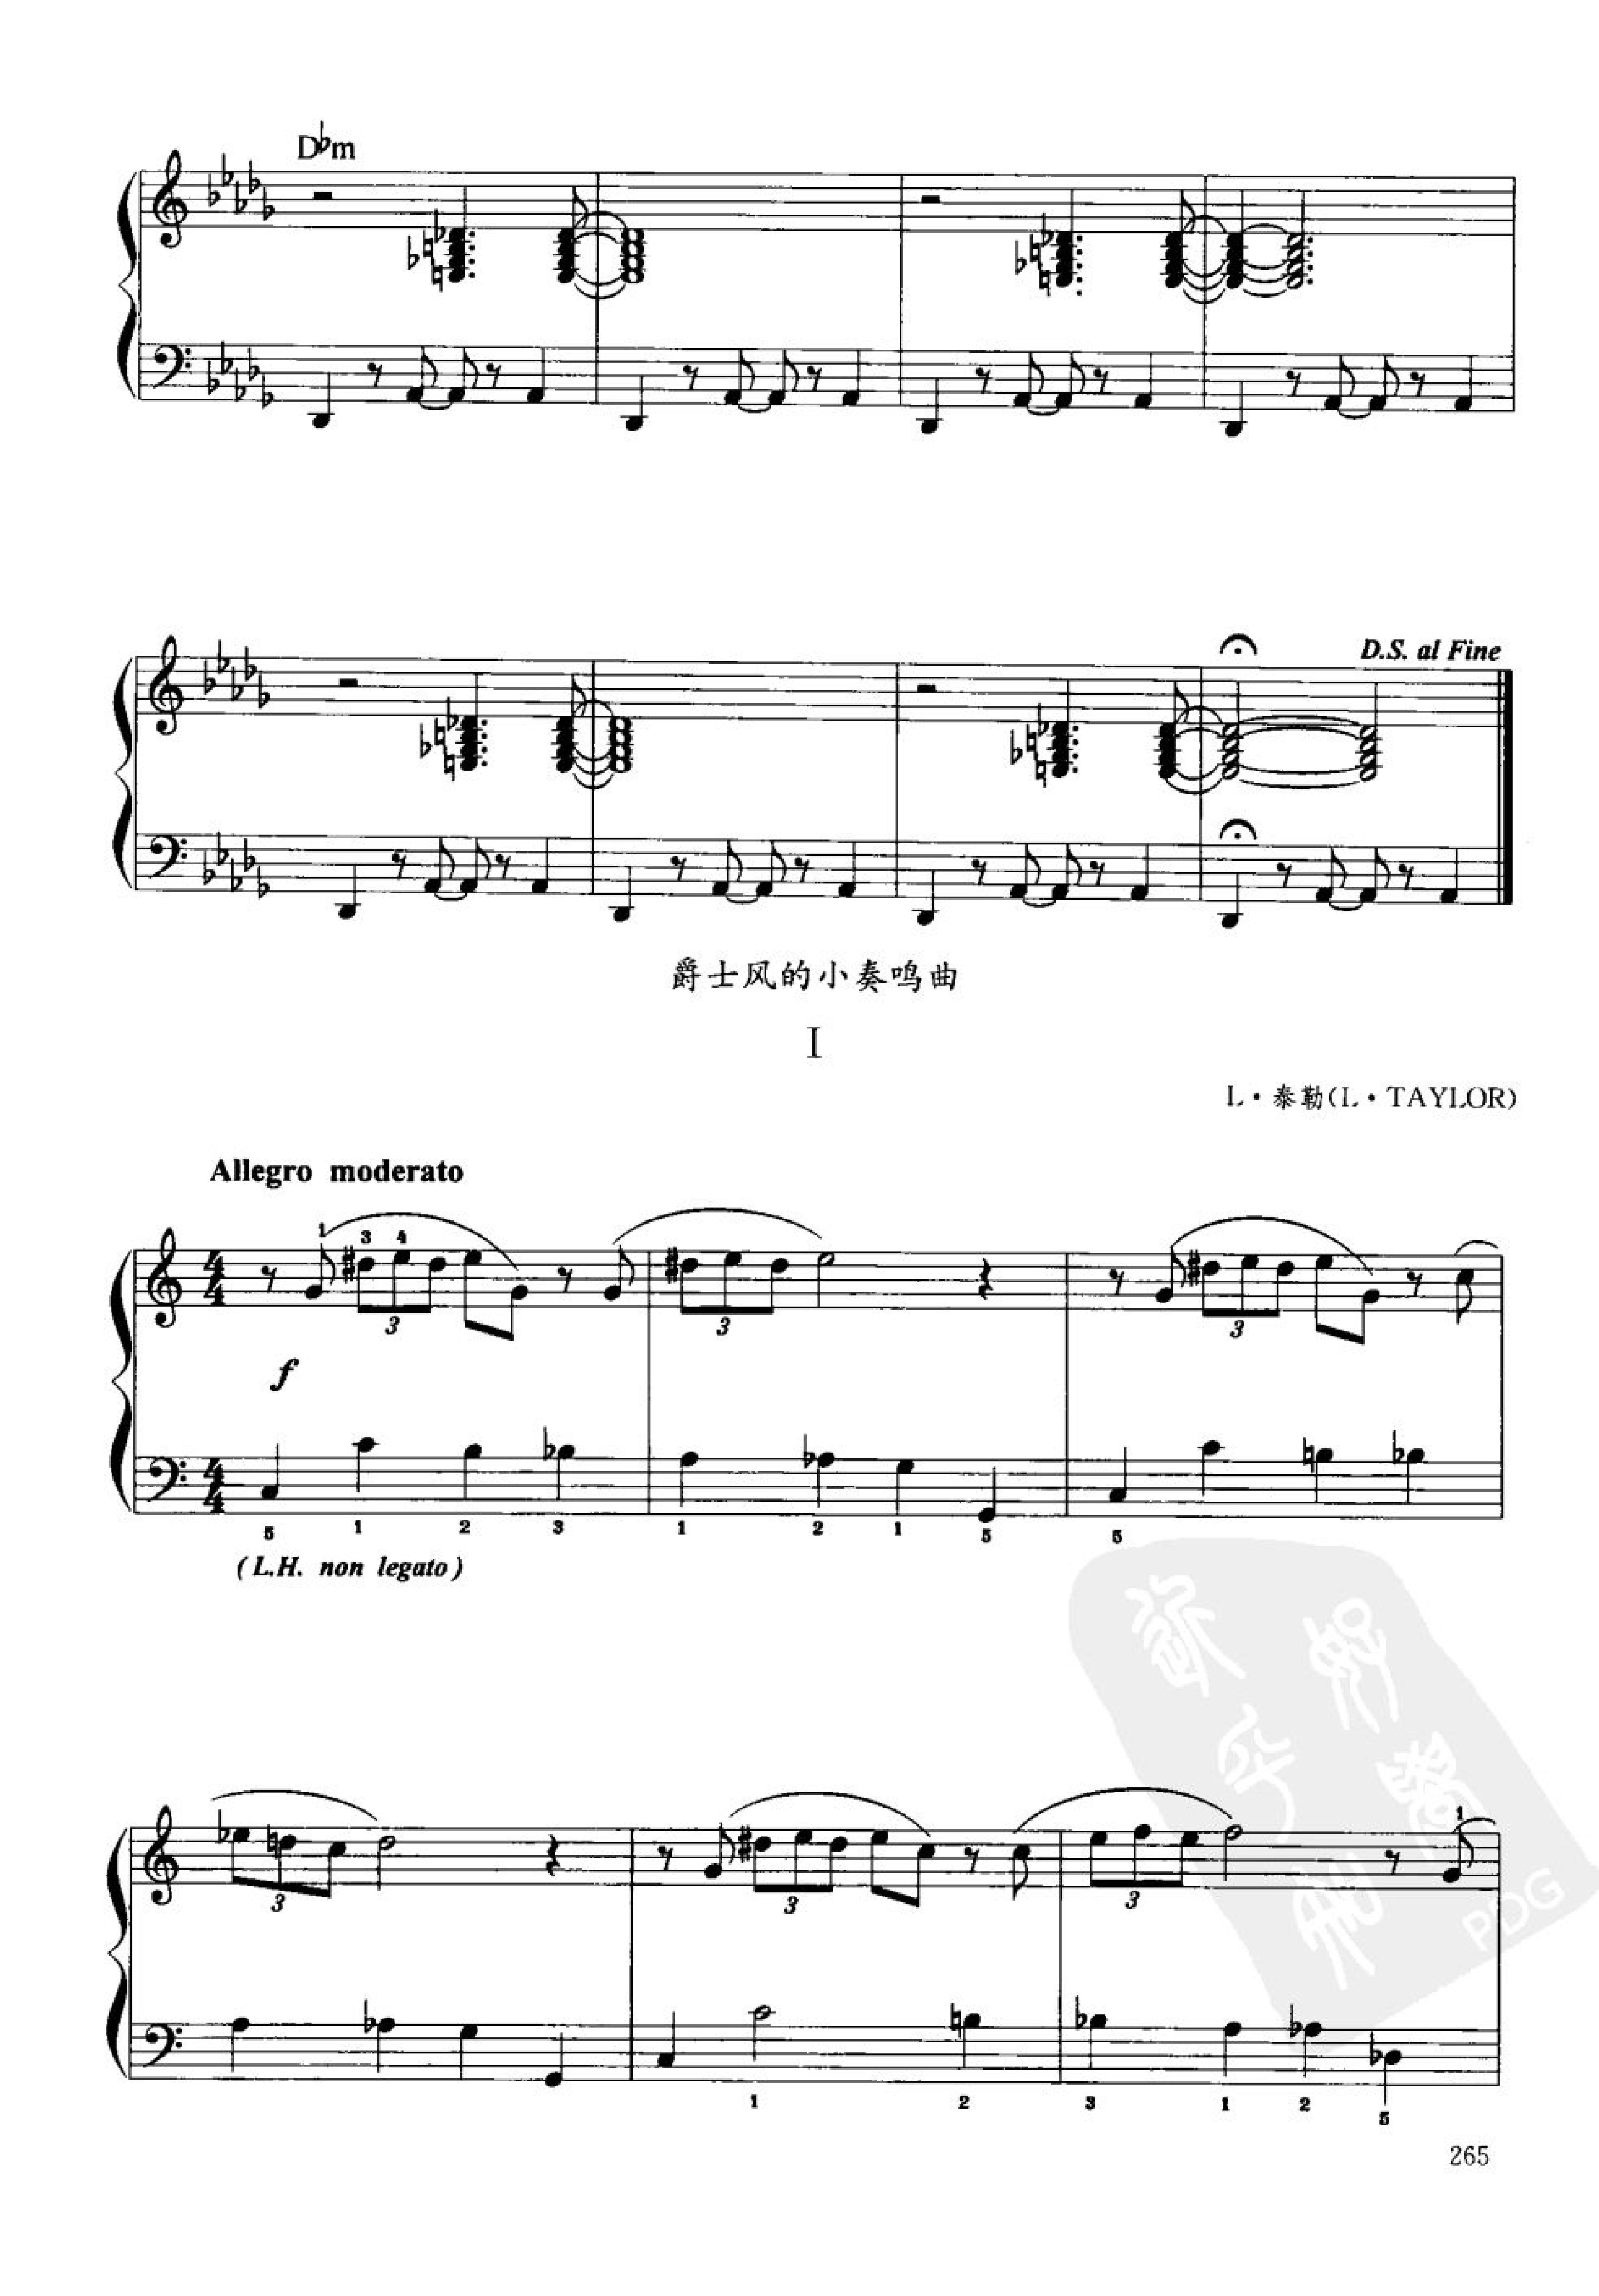 D♭m
D.S. al Fine
爵士风的小奏鸣曲
I
L·泰勒(L·TAYLOR)
Allegro moderato
1 3 4
3 3 3
f
5 1 2 3 1 2 1 5 5
(L.H. non legato)
1
3 3 3
1 2 3 1 2 5
PDG
265